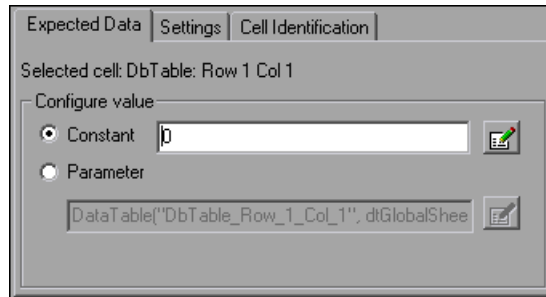 Expected Data Settings Cell Identification
Selected cell: DbTable: Row 1 Col 1
Configure value
Constant 0
Parameter
DataTable("DbTable_Row_1_Col_1", dtGlobalShee